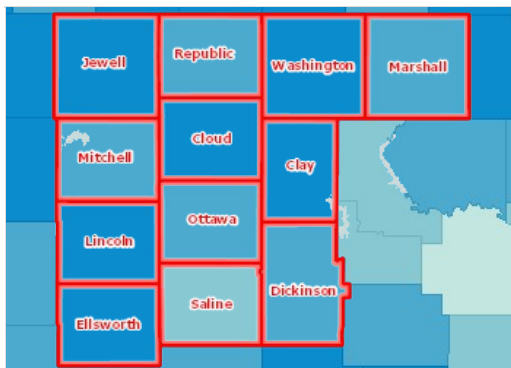 Jewell
Republic
Washington
Marshall
Mitchell
Cloud
Clay
Lincoln
Ottawa
Ellsworth
Saline
Dickinson